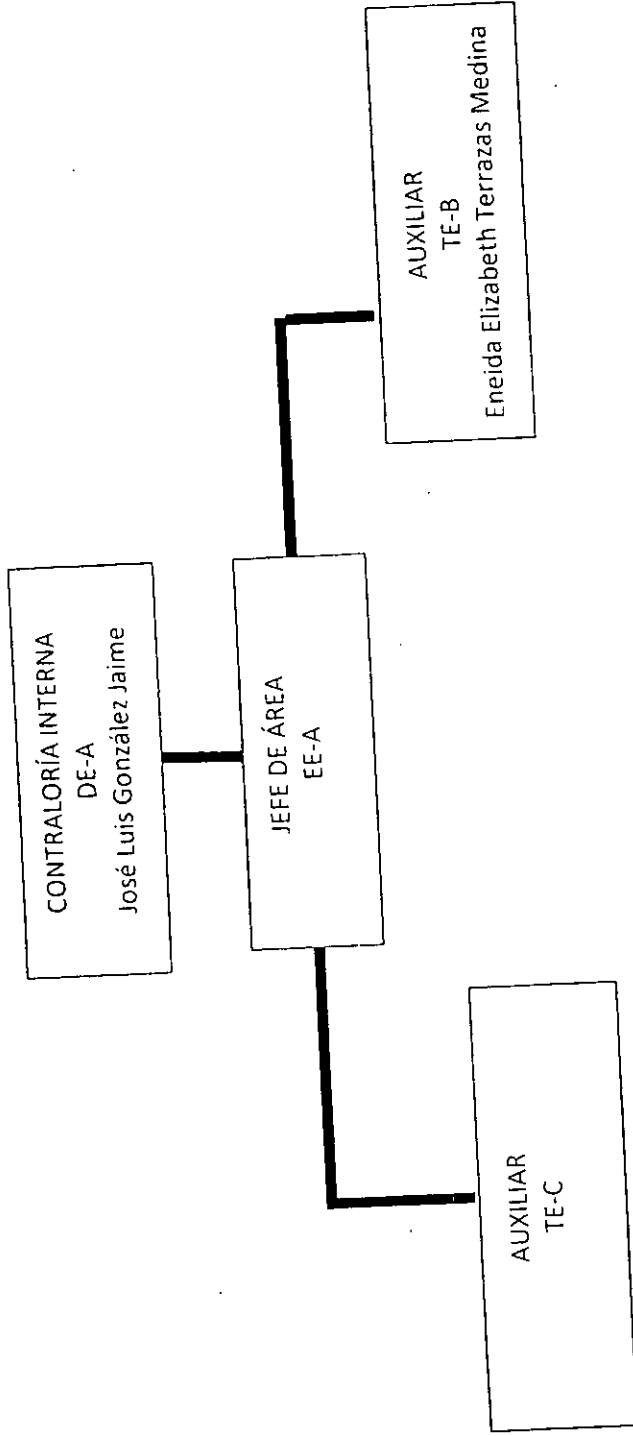 CONTRALORÍA INTERNA
DE-A
José Luis González Jaime
JEFE DE ÁREA
EE-A
AUXILIAR
TE-C
AUXILIAR
TE-B
Eneida Elizabeth Terrazas Medina